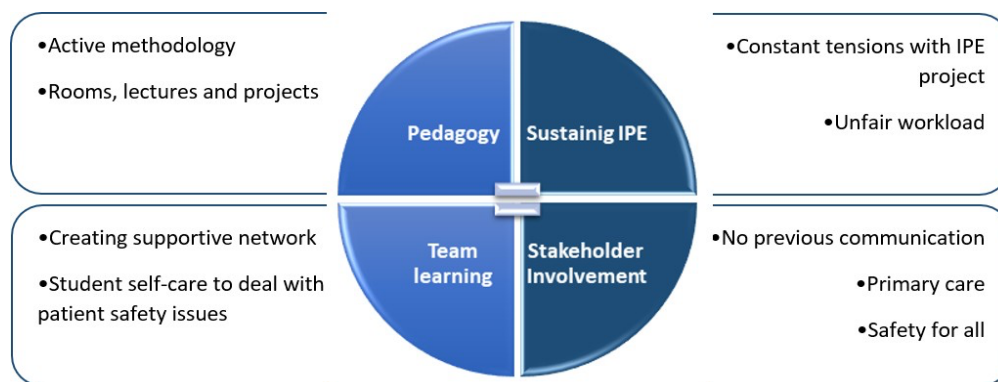 •Active methodology
•Rooms, lectures and projects
•Constant tensions with IPE
project
•Unfair workload
Pedagogy
Sustainig IPE
Team
learning
Stakeholder
Involvement
•Creating supportive network
•Student self-care to deal with
patient safety issues
•No previous communication
•Primary care
•Safety for all